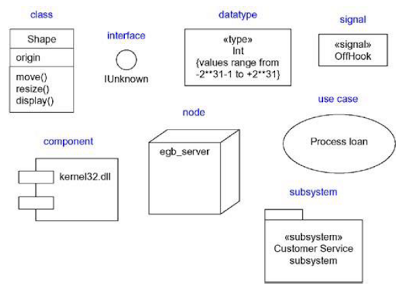 class
Shape
origin
move()
resize()
display()
interface
IUnknown
datatype
«type»
Int
{values range from
-2**31-1 to +2**31}
signal
«signal»
OffHook
component
kernel32.dll
node
egb_server
use case
Process loan
subsystem
«subsystem»
Customer Service
subsystem